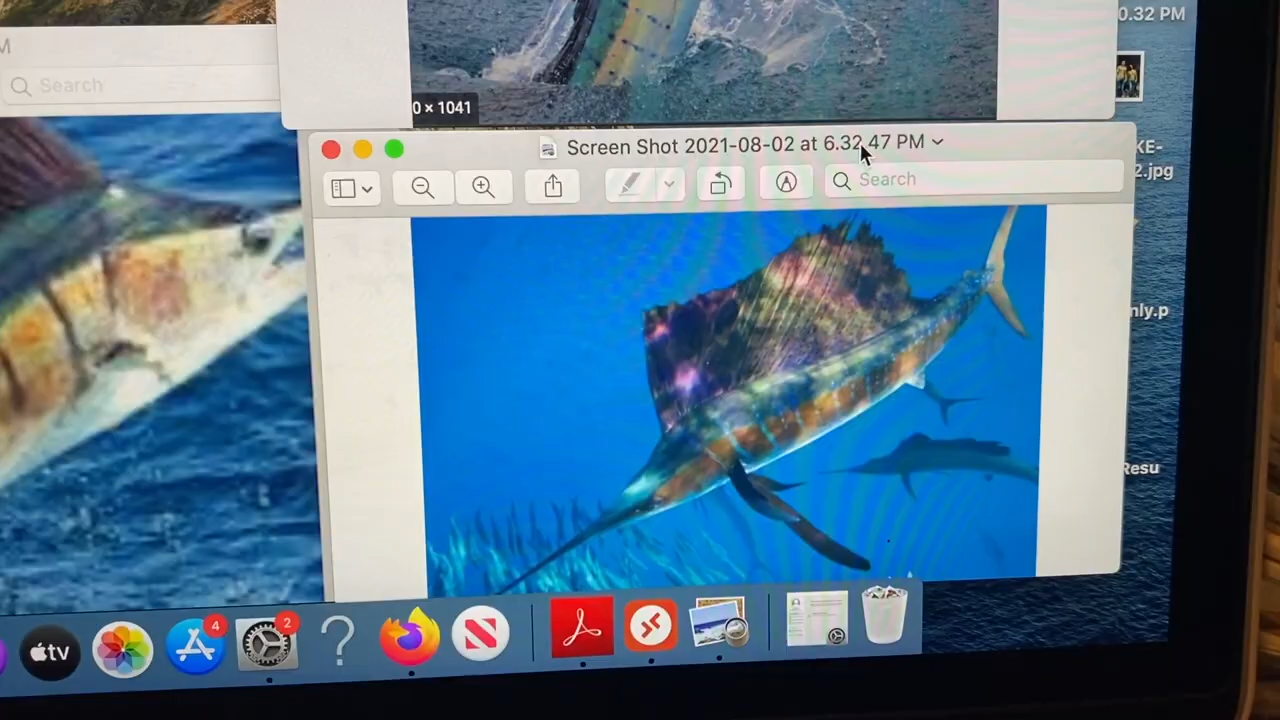 0.32 PM
M
Search
0 × 1041
Screen Shot 2021-08-02 at 6.32.47 PM
KE-
2.jpg
Search
nly.p
Resu
tv
4
2
?